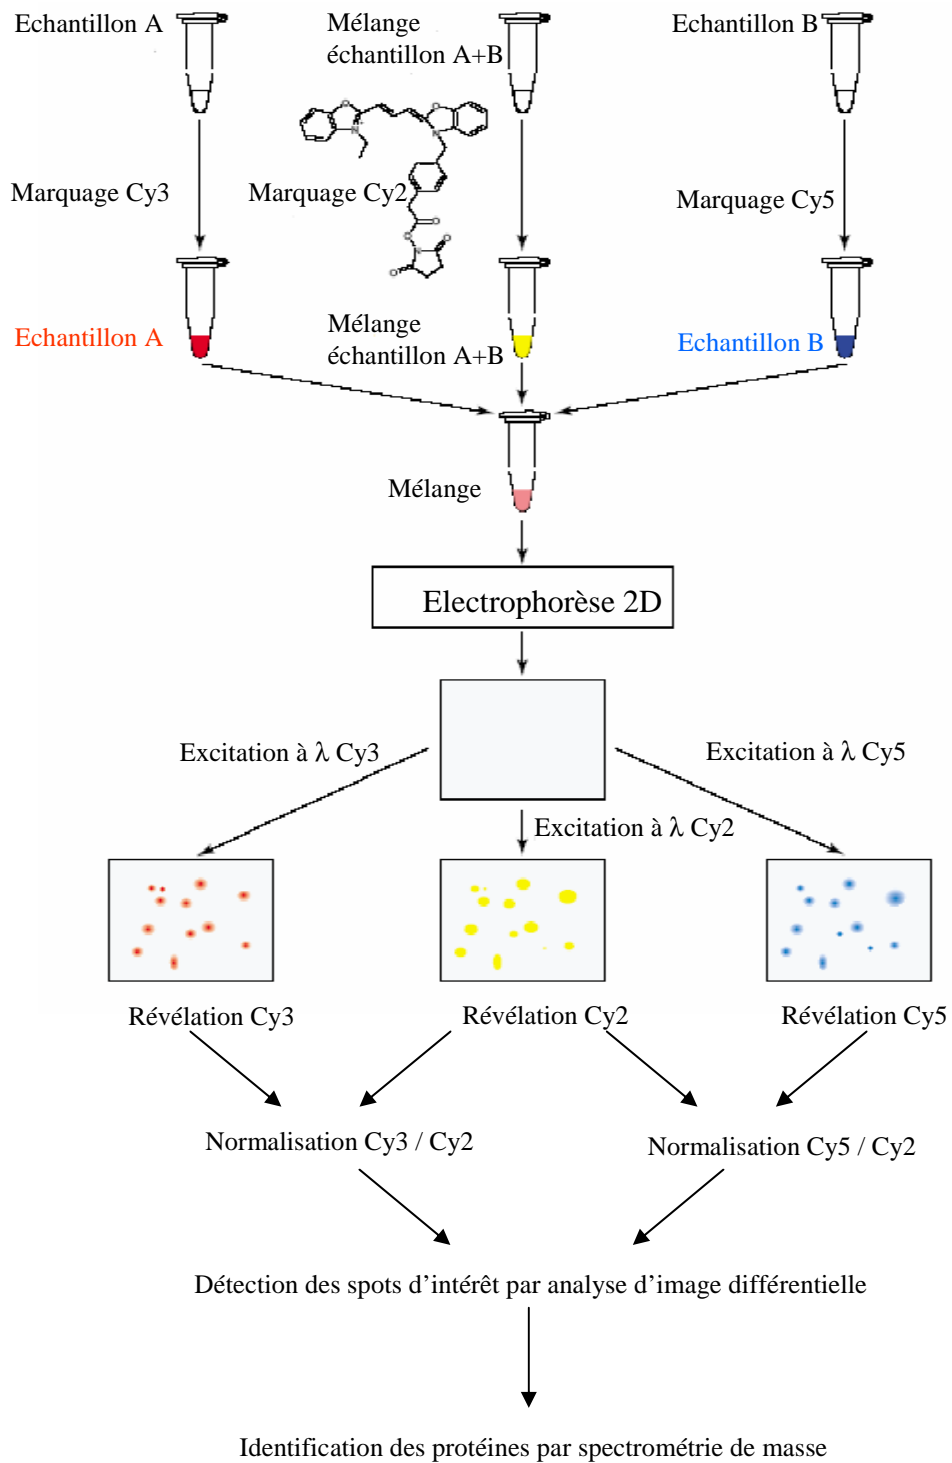 Echantillon A
Mélange
échantillon A+B
Echantillon B
Marquage Cy3
Marquage Cy2
Marquage Cy5
Echantillon A
Mélange
échantillon A+B
Echantillon B
Mélange
Electrophorèse 2D
Excitation à λ Cy3
Excitation à λ Cy5
Excitation à λ Cy2
Révélation Cy3
Révélation Cy2
Révélation Cy5
Normalisation Cy3 / Cy2
Normalisation Cy5 / Cy2
Détection des spots d’intérêt par analyse d’image différentielle
Identification des protéines par spectrométrie de masse